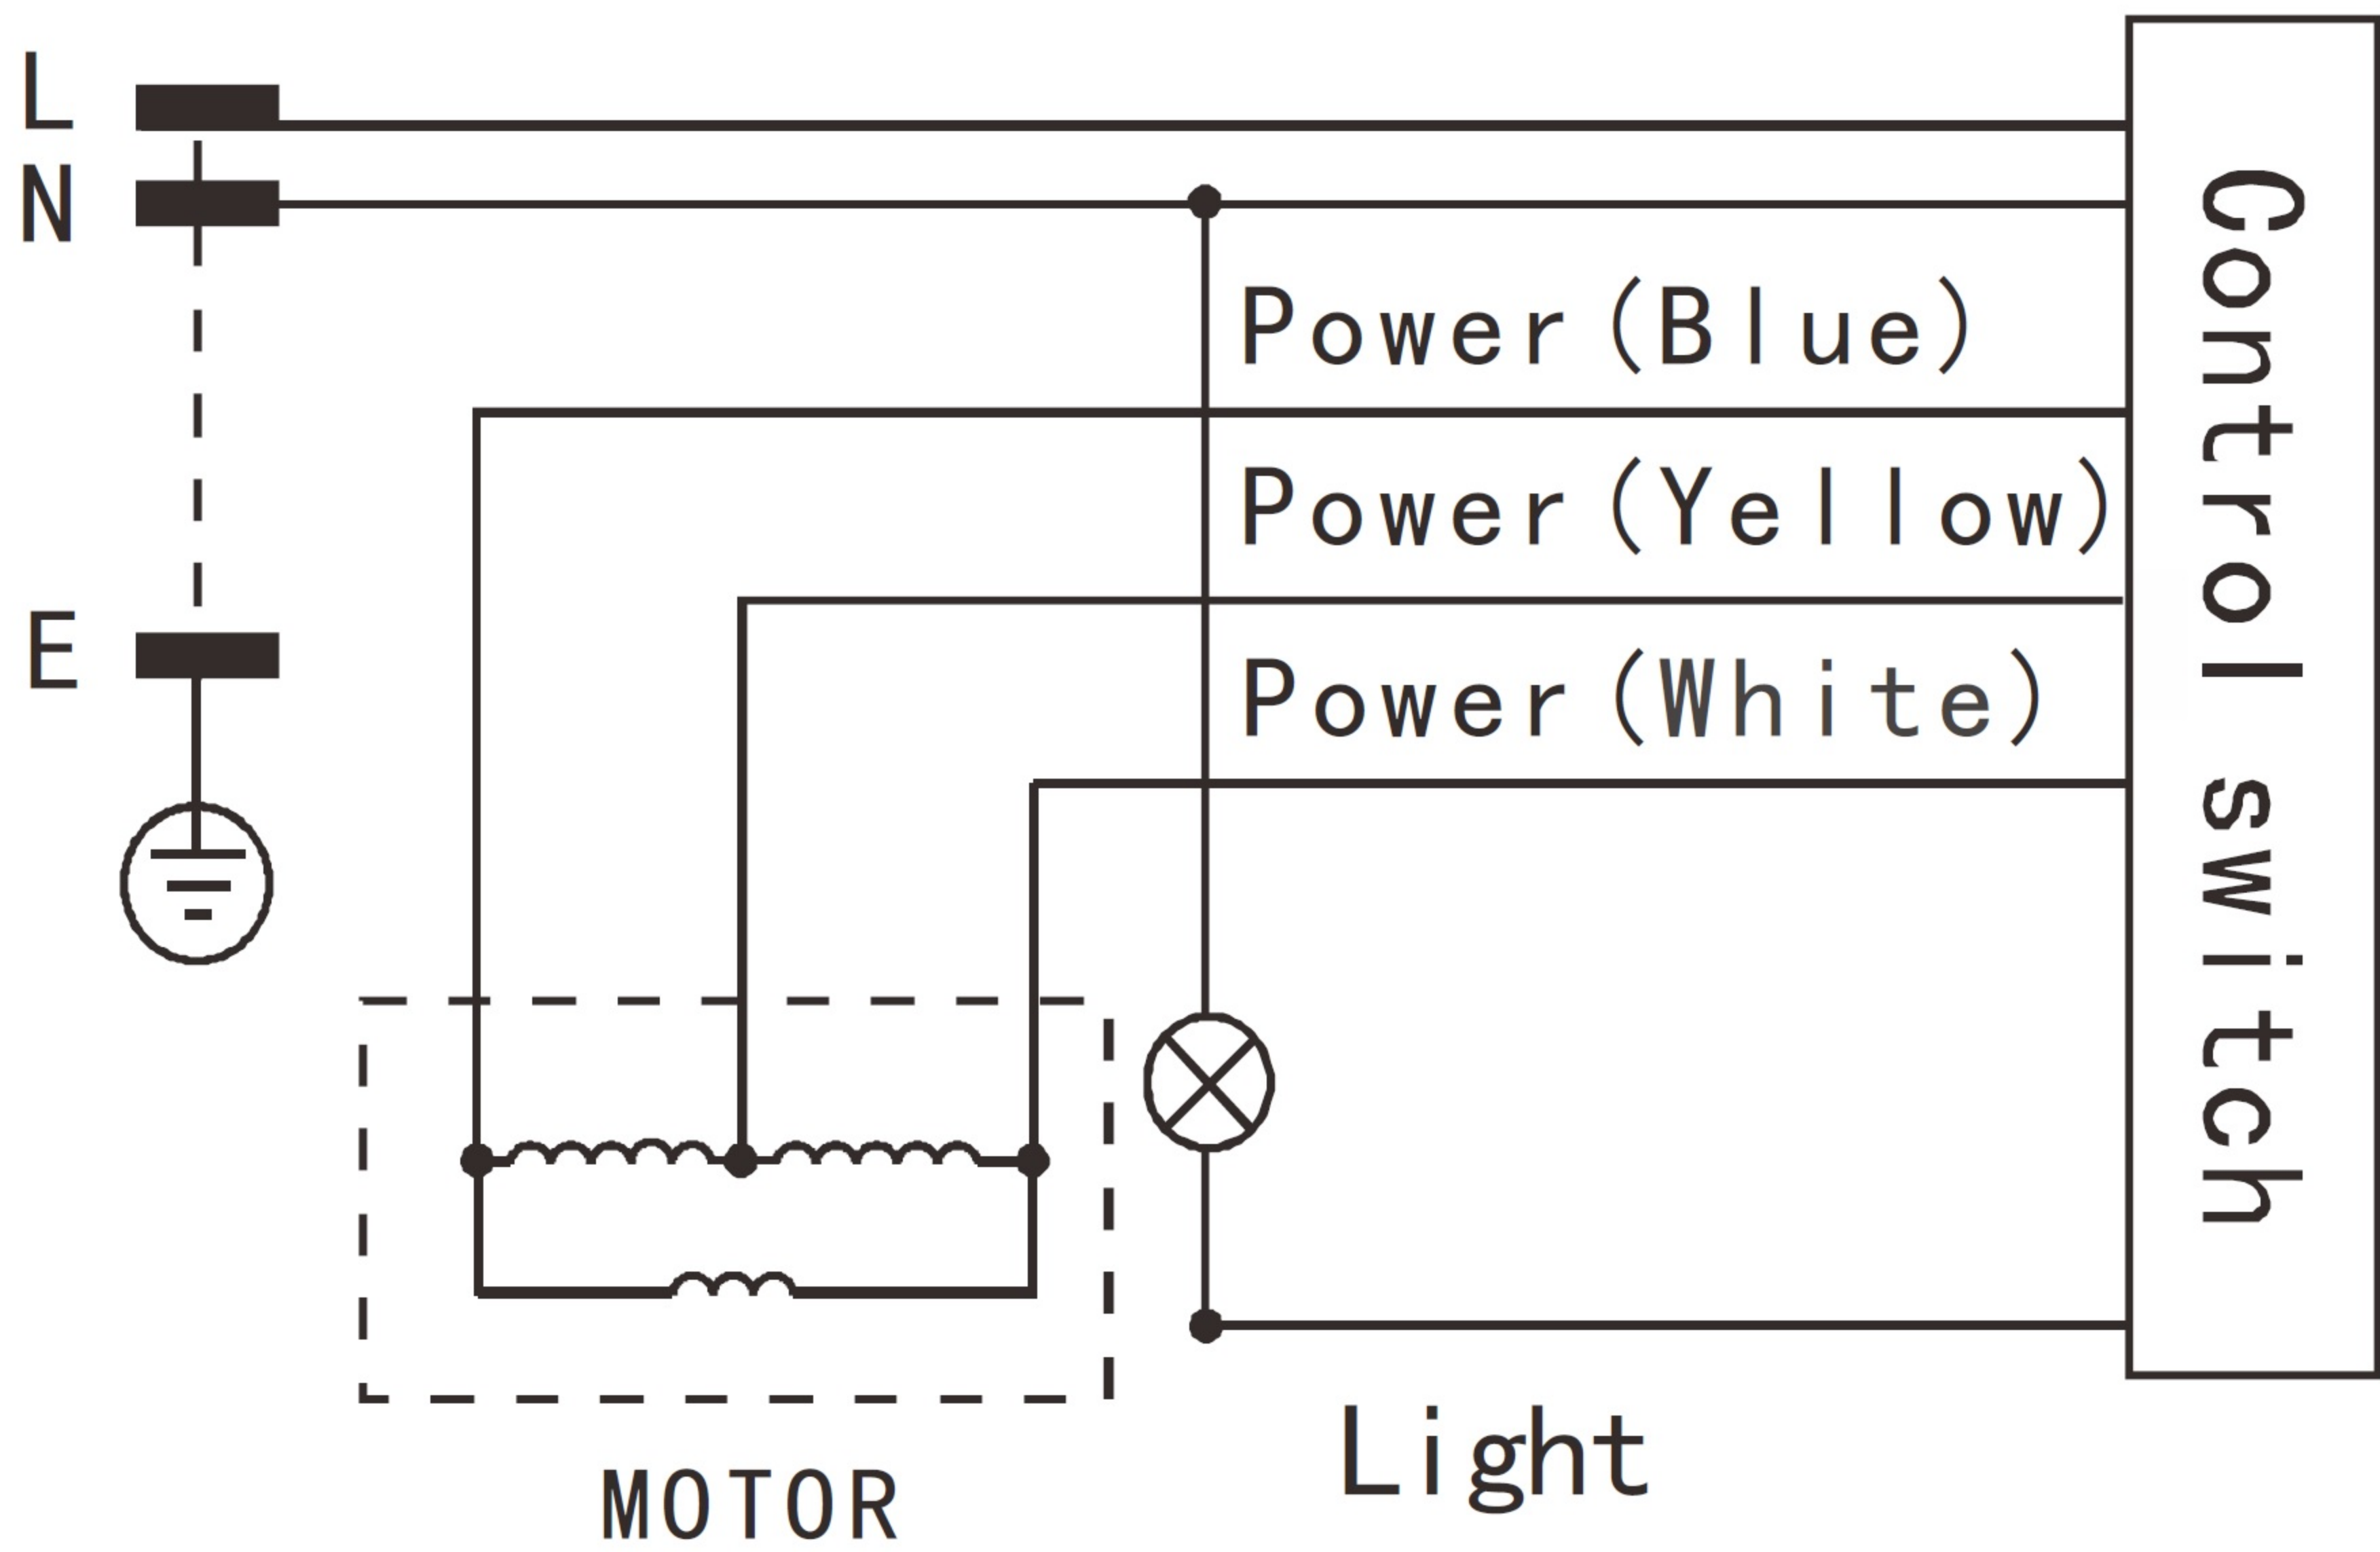 L
N
Power(Blue)
Power(Yellow)
E
Power(White)
Control switch
Light
MOTOR